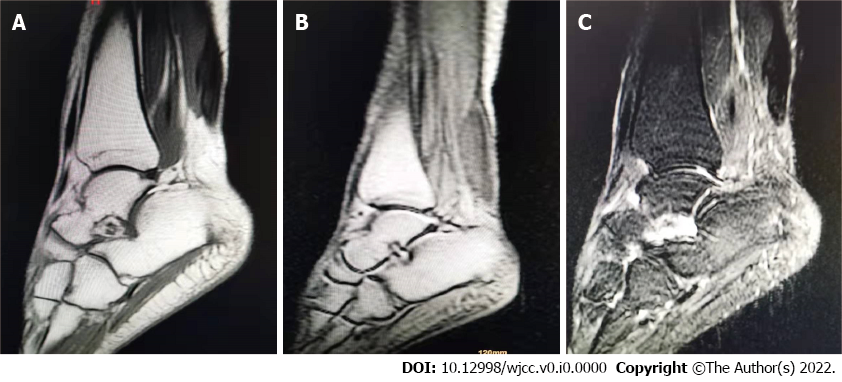 A
B
C
120mm
DOI: 10.12998/wjcc.v0.i0.0000 Copyright ©The Author(s) 2022.